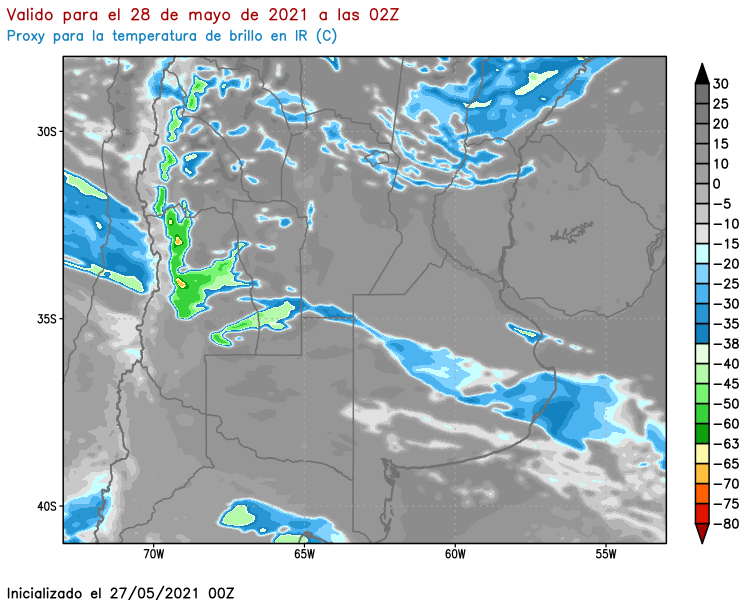 Valido para el 28 de mayo de 2021 a las 02Z
Proxy para la temperatura de brillo en IR (C)
30S
35S
40S
70W
65W
60W
55W
30
25
20
15
10
0
−5
−10
−15
−20
−25
−30
−35
−38
−40
−45
−50
−60
−63
−65
−70
−75
−80
Inicializado el 27/05/2021 00Z